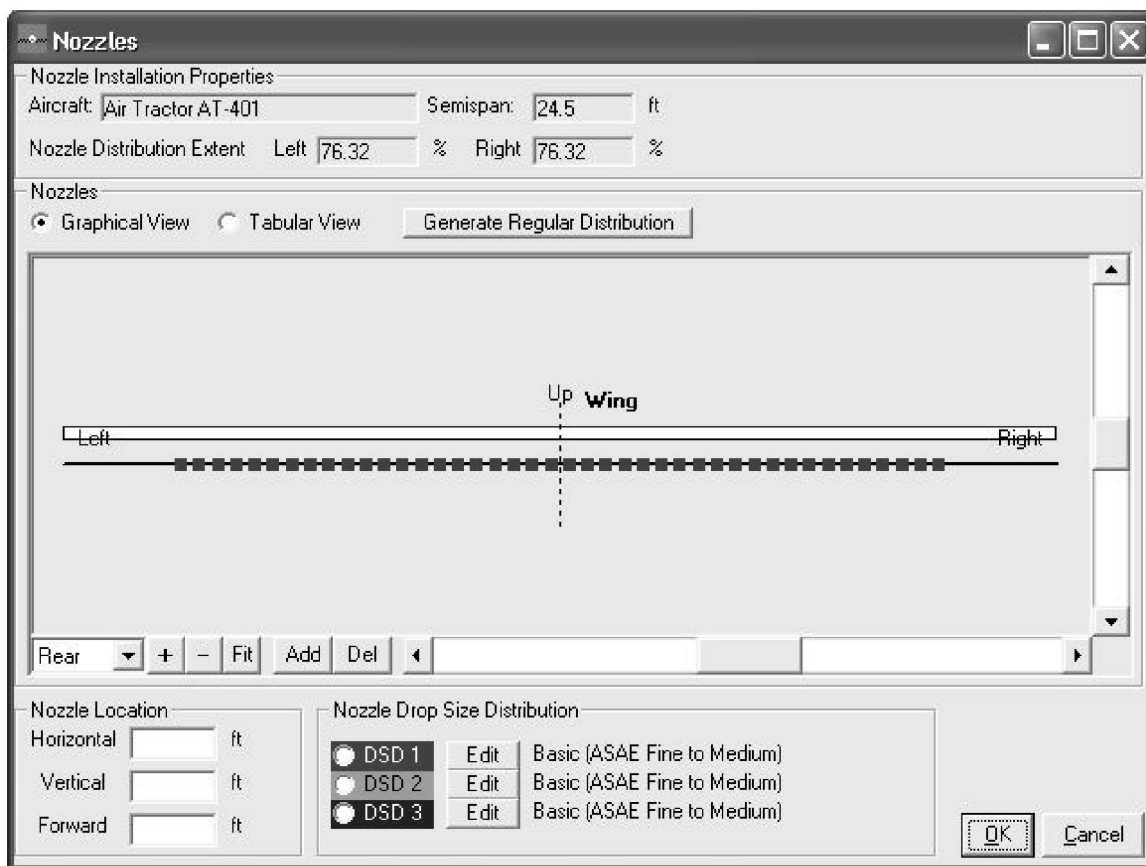 Nozzles
Nozzle Installation Properties
Aircraft: Air Tractor AT-401 Semispan: 24.5 ft
Nozzle Distribution Extent Left 76.32 % Right 76.32 %
Nozzles
Graphical View Tabular View Generate Regular Distribution
Up Wing
Left Right
Rear + - Fit Add Del
Nozzle Location
Horizontal ft
Vertical ft
Forward ft
Nozzle Drop Size Distribution
DSD 1 Edit Basic (ASAE Fine to Medium)
DSD 2 Edit Basic (ASAE Fine to Medium)
DSD 3 Edit Basic (ASAE Fine to Medium)
OK Cancel